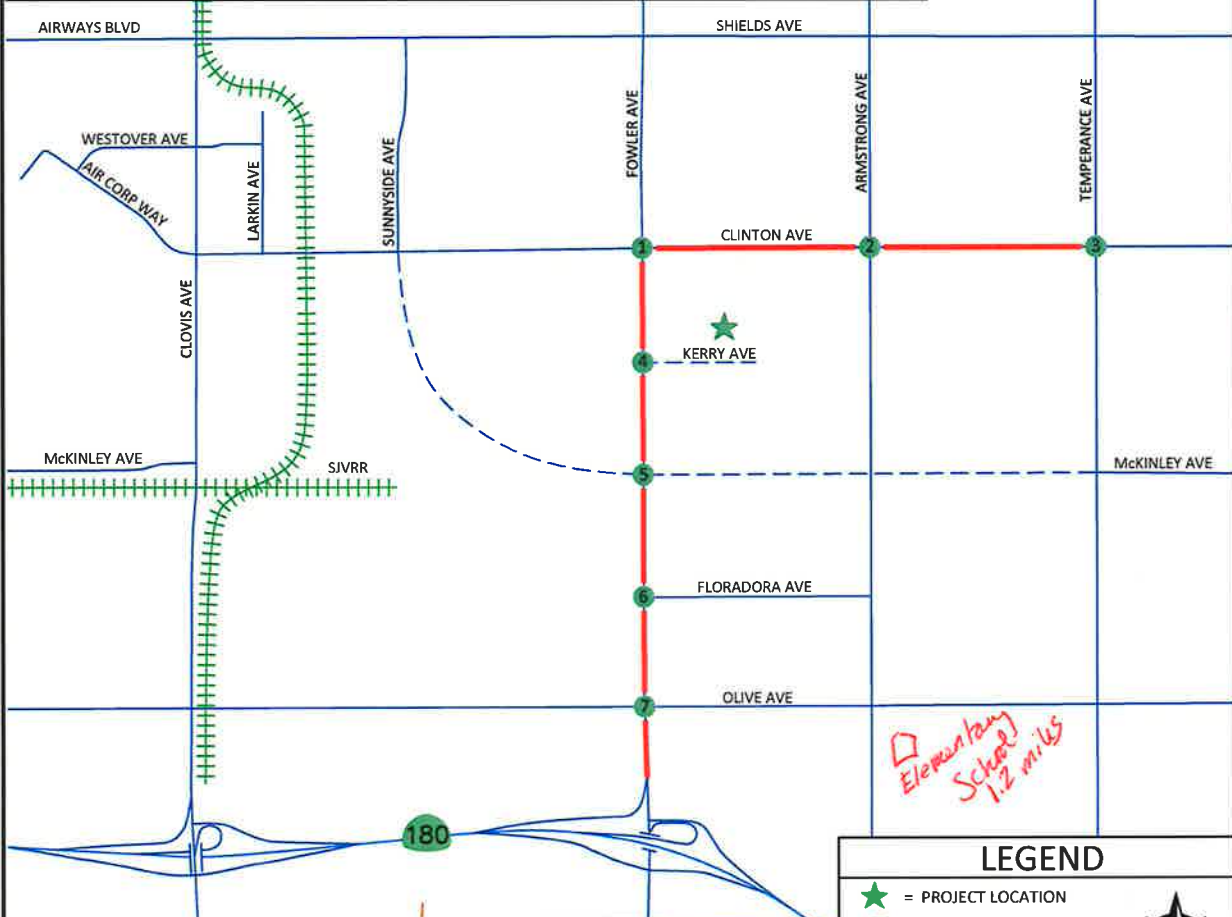 AIRWAYS BLVD
SHIELDS AVE
WESTOVER AVE
AIR CORP WAY
LARKIN AVE
SUNNYSIDE AVE
FOWLER AVE
ARMSTRONG AVE
TEMPERANCE AVE
1
CLINTON AVE
2
3
CLOVIS AVE
4
KERRY AVE
McKINLEY AVE
SJVRR
5
McKINLEY AVE
6
FLORADORA AVE
7
OLIVE AVE
Elementary
School
1.2 miles
180
LEGEND
= PROJECT LOCATION